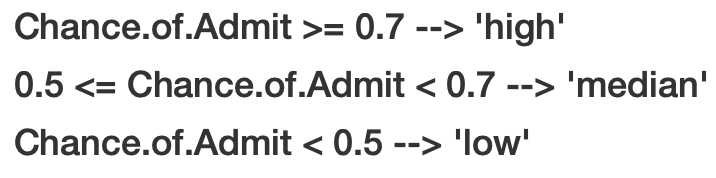 Chance.of.Admit >= 0.7 --> 'high'
0.5 <= Chance.of.Admit < 0.7 --> 'median'
Chance.of.Admit < 0.5 --> 'low'